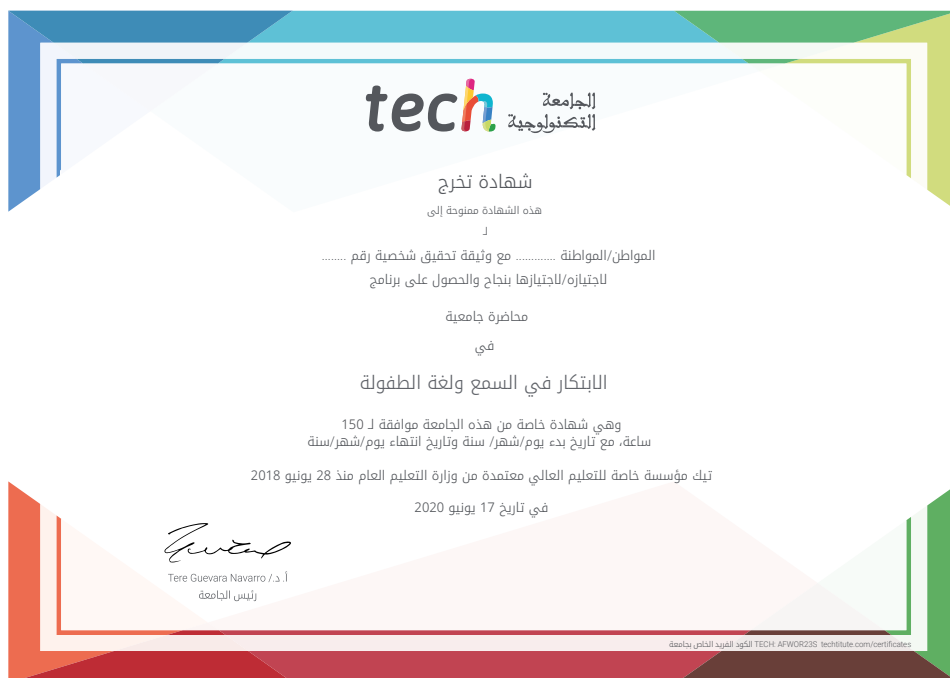 tech الجامعة
التكنولوجية
شهادة تخرج
هذه الشهادة ممنوحة إلى
لـ
المواطن/المواطنة ............. مع وثيقة تحقيق شخصية رقم ........
لاجتيازه/لاجتيازها بنجاح والحصول على برنامج
محاضرة جامعية
في
الابتكار في السمع ولغة الطفولة
وهي شهادة خاصة من هذه الجامعة موافقة لـ 150
ساعة، مع تاريخ بدء يوم/شهر/ سنة وتاريخ انتهاء يوم/شهر/سنة
تيك مؤسسة خاصة للتعليم العالي معتمدة من وزارة التعليم العام منذ 28 يونيو 2018
في تاريخ 17 يونيو 2020
أ. د./ Tere Guevara Navarro
رئيس الجامعة
الكود الفريد الخاص بجامعة TECH: AFWOR23S techtitute.com/certificates